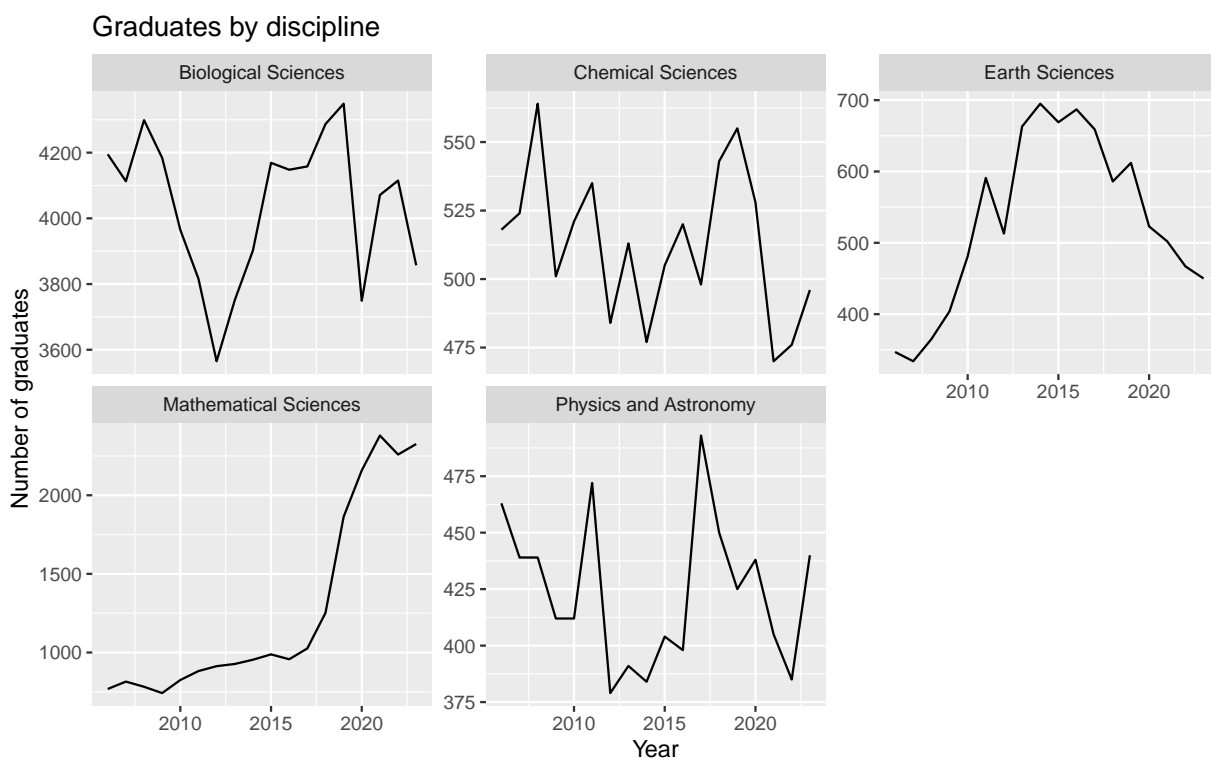 Graduates by discipline
Biological Sciences
Chemical Sciences
Earth Sciences
4200
4000
3800
3600
550
525
500
475
700
600
500
400
2010 2015 2020
Number of graduates
Mathematical Sciences
Physics and Astronomy
2000
1500
1000
475
450
425
400
375
2010 2015 2020
2010 2015 2020
Year